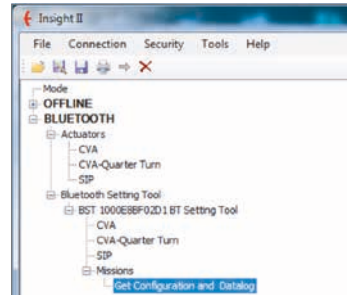 Insight II
File Connection Security Tools Help
Mode
OFFLINE
BLUETOOTH
Actuators
CVA
CVA-Quarter Turn
SIP
Bluetooth Setting Tool
BST 1000E8BF02D1 BT Setting Tool
CVA
CVA-Quarter Turn
SIP
Missions
Get Configuration and Datalog